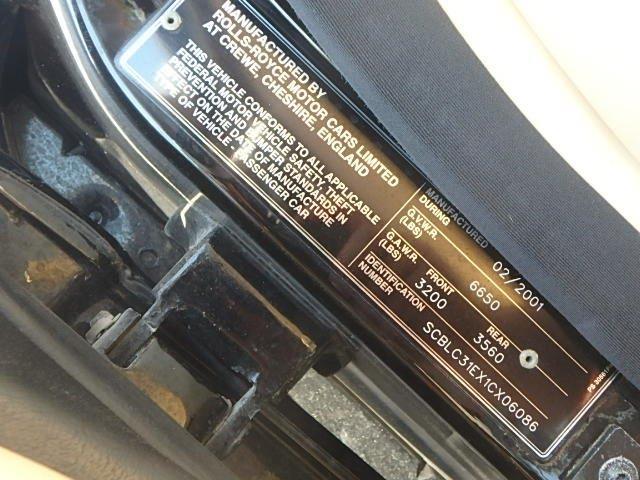 MANUFACTURED BY
ROLLS-ROYCE MOTOR CARS LIMITED
AT CREWE, CHESHIRE, ENGLAND
THIS VEHICLE CONFORMS TO ALL APPLICABLE
FEDERAL MOTOR VEHICLE SAFETY, THEFT
PREVENTION AND BUMPER STANDARDS IN
EFFECT ON THE DATE OF MANUFACTURE
TYPE OF VEHICLE - PASSENGER CAR
MANUFACTURED
DURING 02/2001
G.V.W.R.
(LBS) 6650
G.A.W.R. FRONT REAR
(LBS) 3200 3560
IDENTIFICATION
NUMBER SCBLC31EX1CX06086